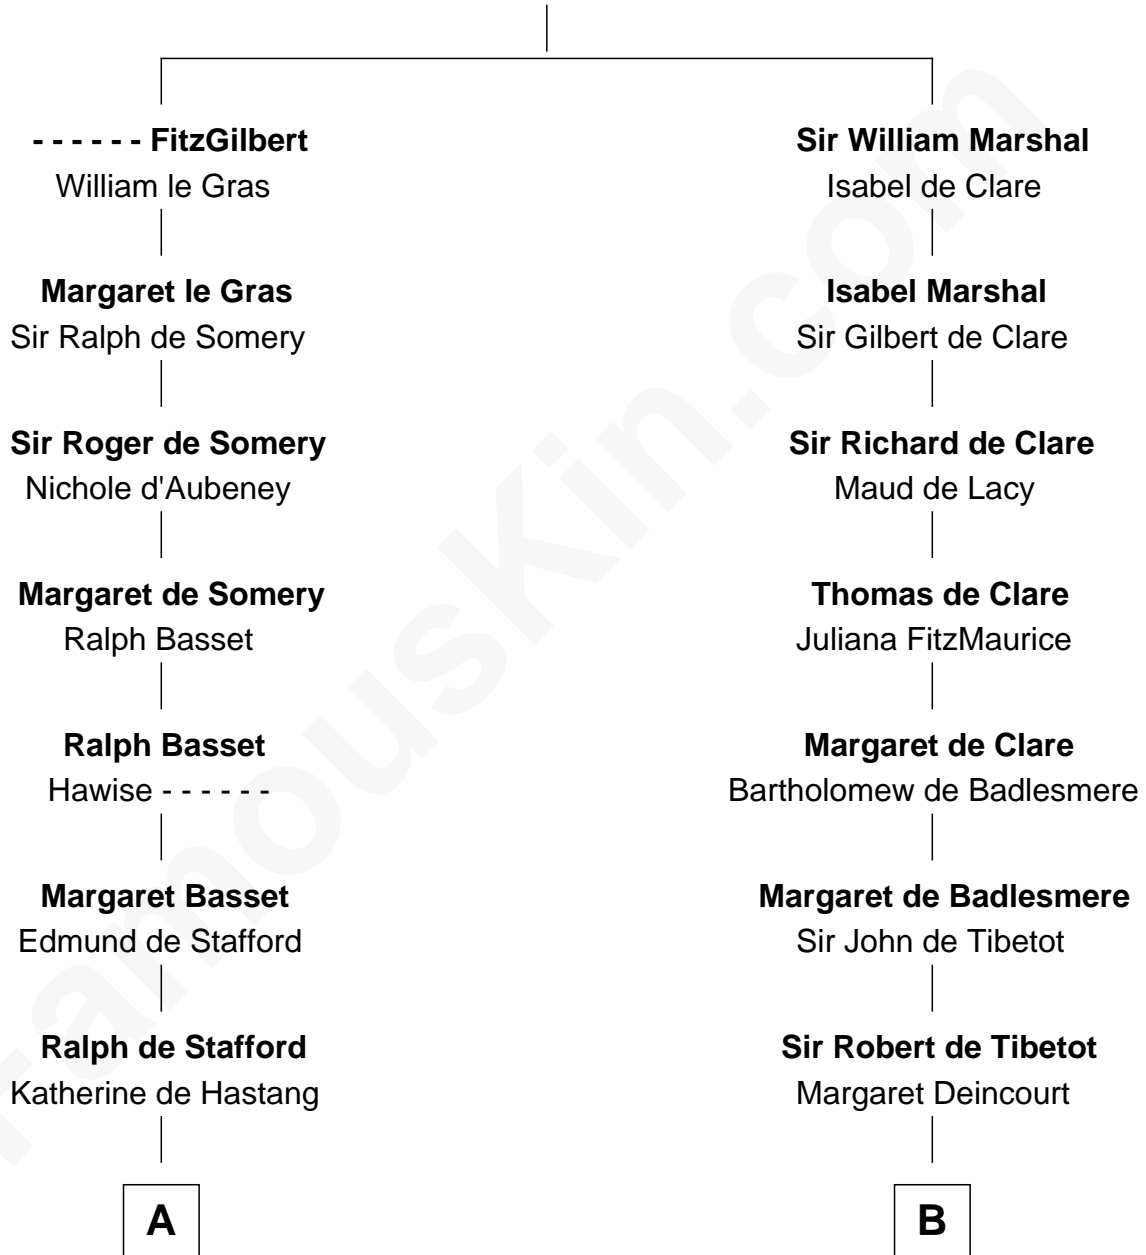 - - - - - - FitzGilbert
William le Gras
Margaret le Gras
Sir Ralph de Somery
Sir Roger de Somery
Nichole d'Aubeney
Margaret de Somery
Ralph Basset
Ralph Basset
Hawise - - - - - -
Margaret Basset
Edmund de Stafford
Ralph de Stafford
Katherine de Hastang
A
Sir William Marshal
Isabel de Clare
Isabel Marshal
Sir Gilbert de Clare
Sir Richard de Clare
Maud de Lacy
Thomas de Clare
Juliana FitzMaurice
Margaret de Clare
Bartholomew de Badlesmere
Margaret de Badlesmere
Sir John de Tibetot
Sir Robert de Tibetot
Margaret Deincourt
B
FamousKin.com